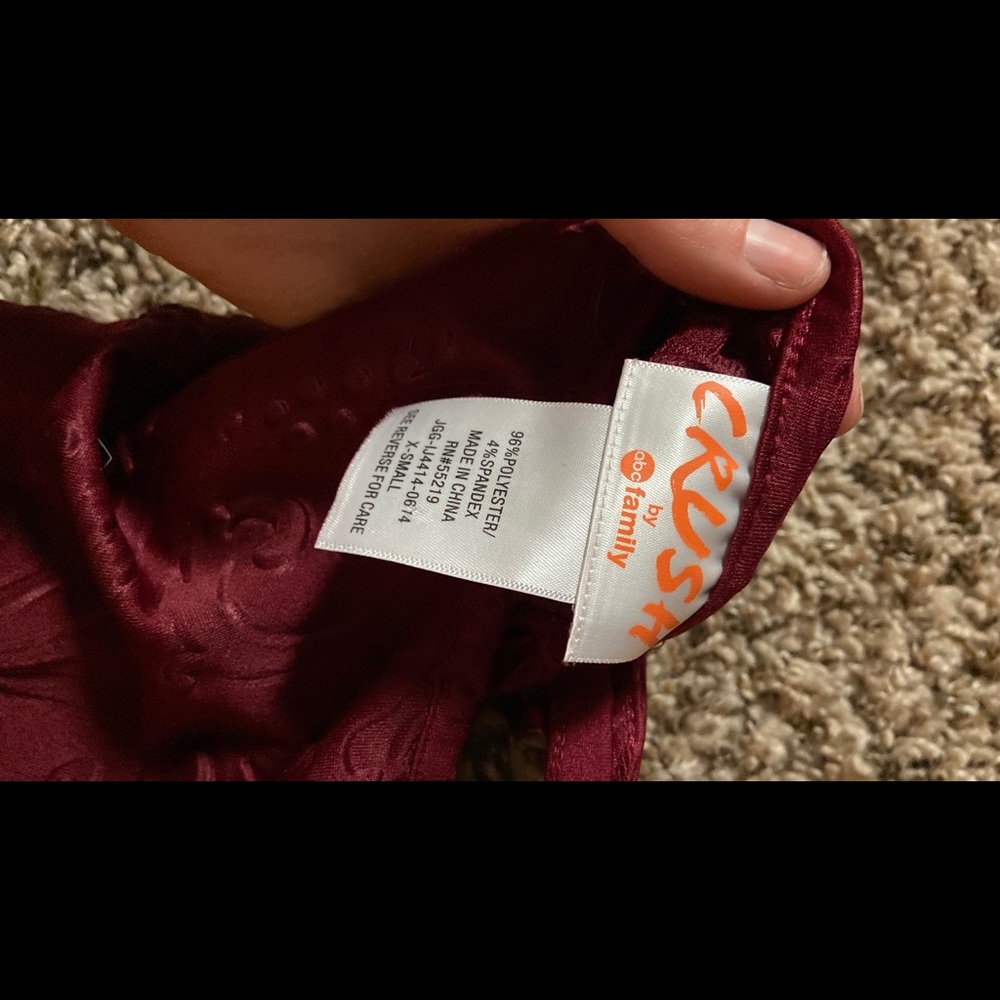 CRUSH
by
abc family
96%POLYESTER/
4%SPANDEX
MADE IN CHINA
RN#55219
JGG-IJ4414-0614
X-SMALL
SEE REVERSE FOR CARE